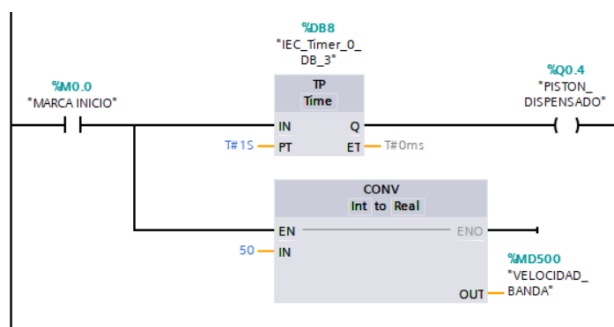 %DB8
"IEC_Timer_0_
DB_3"
%M0.0
"MARCA INICIO"
TP
Time
%Q0.4
"PISTON_
DISPENSADO"
IN
Q
T#1S
PT
ET
T#0ms
CONV
Int to Real
EN
ENO
50
IN
%MD500
"VELOCIDAD_
BANDA"
OUT